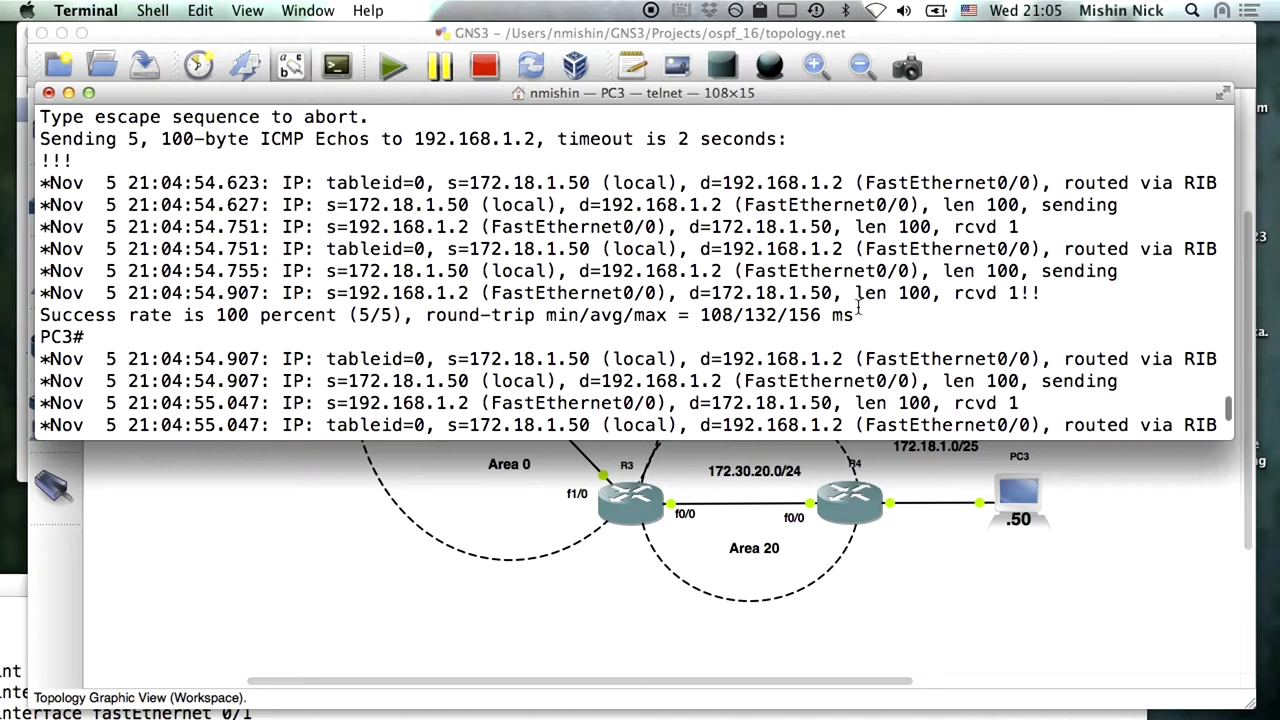 Terminal Shell Edit View Window Help Wed 21:05 Mishin Nick
GNS3 – /Users/nmishin/GNS3/Projects/ospf_16/topology.net
nmishin — PC3 — telnet — 108×15
Type escape sequence to abort.
Sending 5, 100-byte ICMP Echos to 192.168.1.2, timeout is 2 seconds:
!!!
*Nov  5 21:04:54.623: IP: tableid=0, s=172.18.1.50 (local), d=192.168.1.2 (FastEthernet0/0), routed via RIB
*Nov  5 21:04:54.627: IP: s=172.18.1.50 (local), d=192.168.1.2 (FastEthernet0/0), len 100, sending
*Nov  5 21:04:54.751: IP: s=192.168.1.2 (FastEthernet0/0), d=172.18.1.50, len 100, rcvd 1
*Nov  5 21:04:54.751: IP: tableid=0, s=172.18.1.50 (local), d=192.168.1.2 (FastEthernet0/0), routed via RIB
*Nov  5 21:04:54.755: IP: s=172.18.1.50 (local), d=192.168.1.2 (FastEthernet0/0), len 100, sending
*Nov  5 21:04:54.907: IP: s=192.168.1.2 (FastEthernet0/0), d=172.18.1.50, len 100, rcvd 1!!
Success rate is 100 percent (5/5), round-trip min/avg/max = 108/132/156 ms
PC3#
*Nov  5 21:04:54.907: IP: tableid=0, s=172.18.1.50 (local), d=192.168.1.2 (FastEthernet0/0), routed via RIB
*Nov  5 21:04:54.907: IP: s=172.18.1.50 (local), d=192.168.1.2 (FastEthernet0/0), len 100, sending
*Nov  5 21:04:55.047: IP: s=192.168.1.2 (FastEthernet0/0), d=172.18.1.50, len 100, rcvd 1
*Nov  5 21:04:55.047: IP: tableid=0, s=172.18.1.50 (local), d=192.168.1.2 (FastEthernet0/0), routed via RIB
172.18.1.0/25
Area 0
R3
172.30.20.0/24
R4
PC3
f1/0
f0/0
f0/0
.50
Area 20
Topology Graphic View (Workspace).
interface fastEthernet 0/1